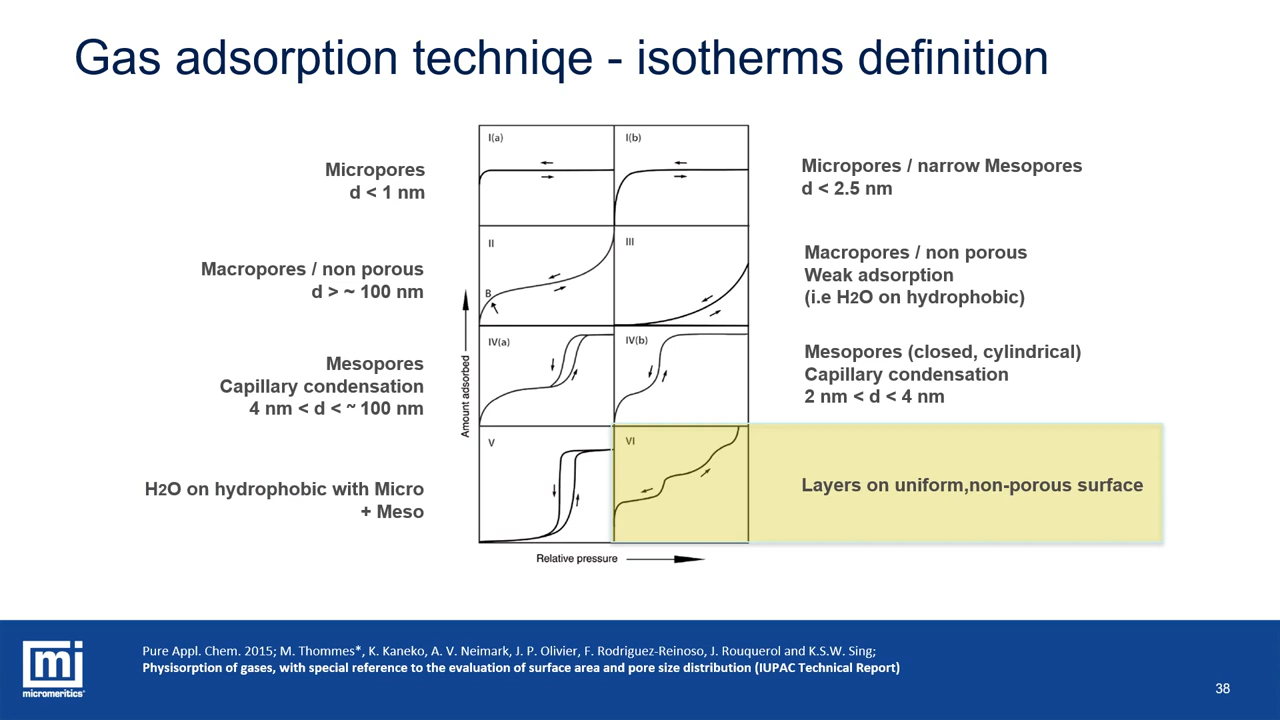 Gas adsorption techniqe - isotherms definition
Micropores
d < 1 nm
I(a)
I(b)
Micropores / narrow Mesopores
d < 2.5 nm
Macropores / non porous
d > ~ 100 nm
II
B
III
Macropores / non porous
Weak adsorption
(i.e H2O on hydrophobic)
Mesopores
Capillary condensation
4 nm < d < ~ 100 nm
IV(a)
IV(b)
Mesopores (closed, cylindrical)
Capillary condensation
2 nm < d < 4 nm
H2O on hydrophobic with Micro
+ Meso
V
VI
Layers on uniform,non-porous surface
Amount adsorbed
Relative pressure
mi
micromeritics®
Pure Appl. Chem. 2015; M. Thommes*, K. Kaneko, A. V. Neimark, J. P. Olivier, F. Rodriguez-Reinoso, J. Rouquerol and K.S.W. Sing;
Physisorption of gases, with special reference to the evaluation of surface area and pore size distribution (IUPAC Technical Report)
38